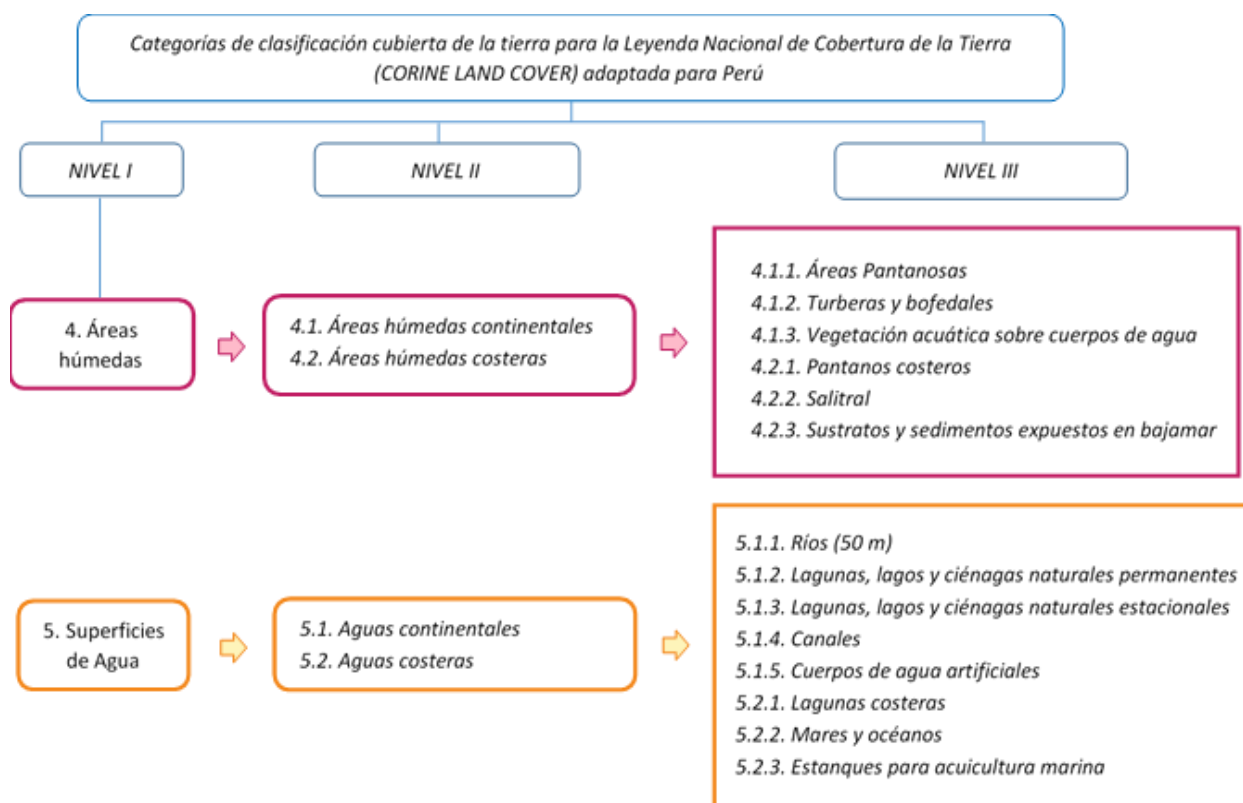 Categorías de clasificación cubierta de la tierra para la Leyenda Nacional de Cobertura de la Tierra
(CORINE LAND COVER) adaptada para Perú
NIVEL I
NIVEL II
NIVEL III
4. Áreas
húmedas
4.1. Áreas húmedas continentales
4.2. Áreas húmedas costeras
4.1.1. Áreas Pantanosas
4.1.2. Turberas y bofedales
4.1.3. Vegetación acuática sobre cuerpos de agua
4.2.1. Pantanos costeros
4.2.2. Salitral
4.2.3. Sustratos y sedimentos expuestos en bajamar
5. Superficies
de Agua
5.1. Aguas continentales
5.2. Aguas costeras
5.1.1. Ríos (50 m)
5.1.2. Lagunas, lagos y ciénagas naturales permanentes
5.1.3. Lagunas, lagos y ciénagas naturales estacionales
5.1.4. Canales
5.1.5. Cuerpos de agua artificiales
5.2.1. Lagunas costeras
5.2.2. Mares y océanos
5.2.3. Estanques para acuicultura marina